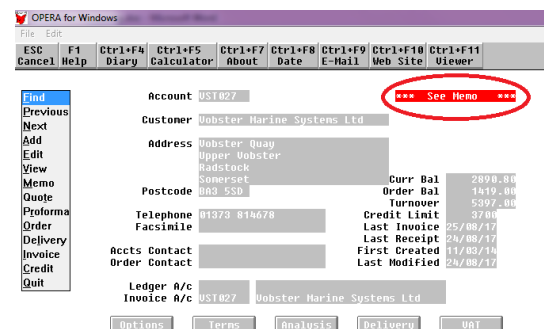 OPERA for Windows
File Edit
ESC F1 Ctrl+F4 Ctrl+F5 Ctrl+F7 Ctrl+F8 Ctrl+F9 Ctrl+F10 Ctrl+F11
Cancel Help Diary Calculator About Date E-Mail Web Site Viewer
Find
Previous
Next
Add
Edit
View
Memo
Quote
Proforma
Order
Delivery
Invoice
Credit
Quit
Account VST027
*** See Memo ***
Customer Vobster Marine Systems Ltd
Address Vobster Quay
Upper Vobster
Radstock
Somerset
Postcode BA3 5SD
Curr Bal 2890.80
Order Bal 1419.00
Turnover 5397.00
Credit Limit 3700
Last Invoice 25/08/17
Last Receipt 24/08/17
First Created 11/03/14
Last Modified 24/08/17
Telephone 01373 814678
Facsimile
Accts Contact
Order Contact
Ledger A/c
Invoice A/c VST027 Vobster Marine Systems Ltd
Options Terms Analysis Delivery VAT